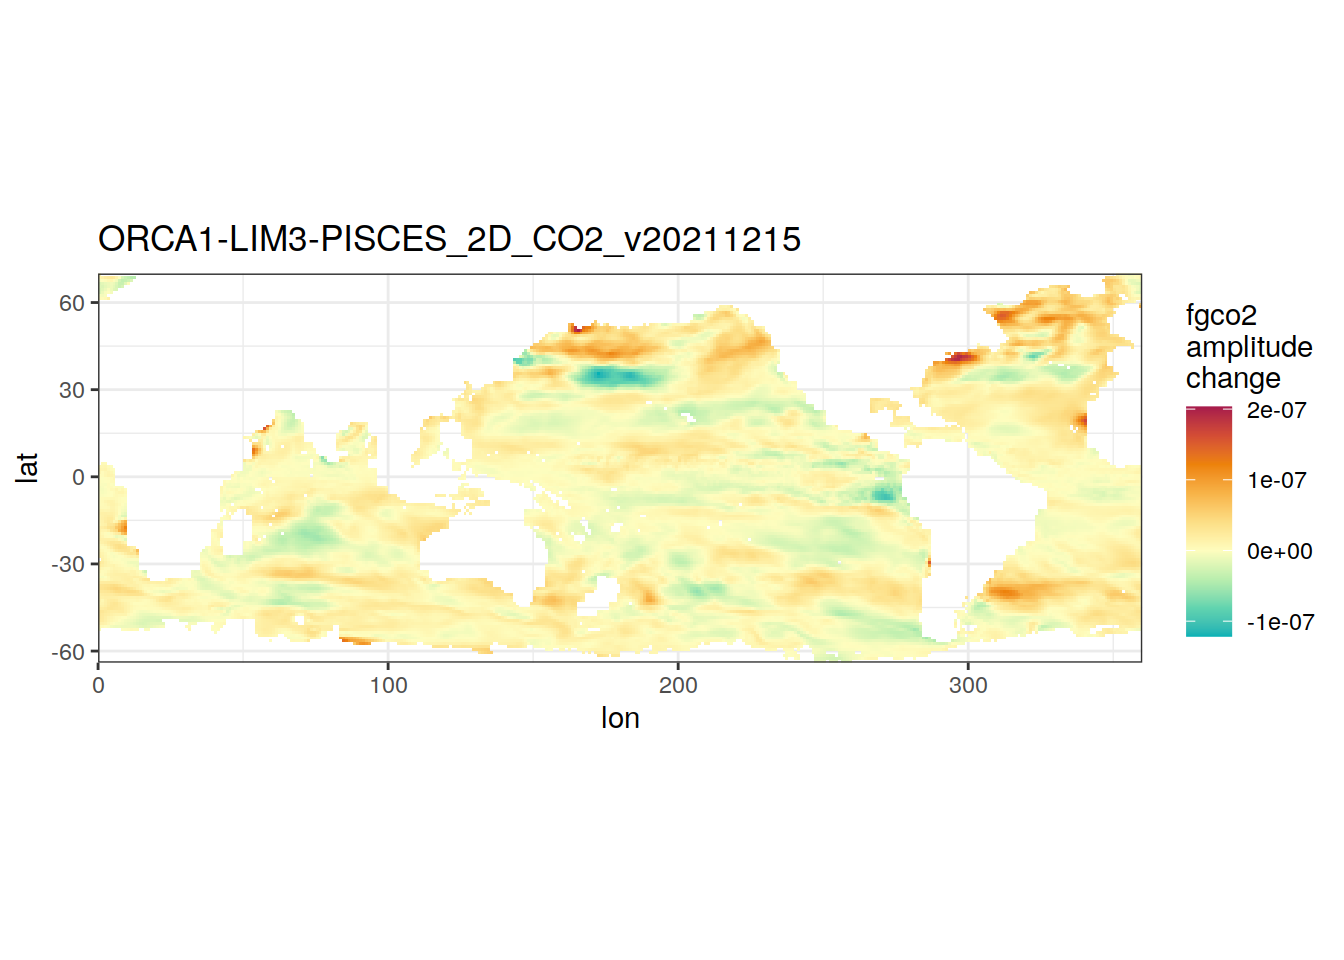 ORCA1-LIM3-PISCES_2D_CO2_v20211215
60
30
0
-30
-60
lat
0
100
200
300
lon
fgco2
amplitude
change
2e-07
1e-07
0e+00
-1e-07